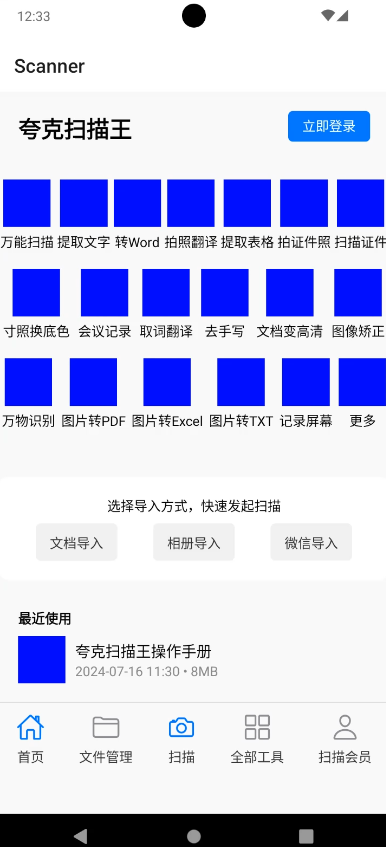 12:33
Scanner
夸克扫描王
立即登录
万能扫描 提取文字 转Word 拍照翻译 提取表格 拍证件照 扫描证件
寸照换底色 会议记录 取词翻译 去手写 文档变高清 图像矫正
万物识别 图片转PDF 图片转Excel 图片转TXT 记录屏幕 更多
选择导入方式，快速发起扫描
文档导入 相册导入 微信导入
最近使用
夸克扫描王操作手册
2024-07-16 11:30 • 8MB
首页 文件管理 扫描 全部工具 扫描会员